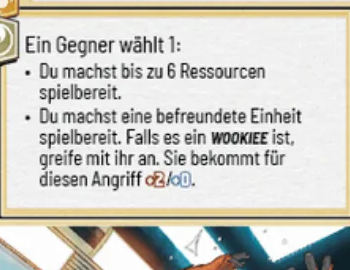 Ein Gegner wählt 1:
• Du machst bis zu 6 Ressourcen
spielbereit.
• Du machst eine befreundete Einheit
spielbereit. Falls es ein WOOKIEE ist,
greife mit ihr an. Sie bekommt für
diesen Angriff +2/+0.